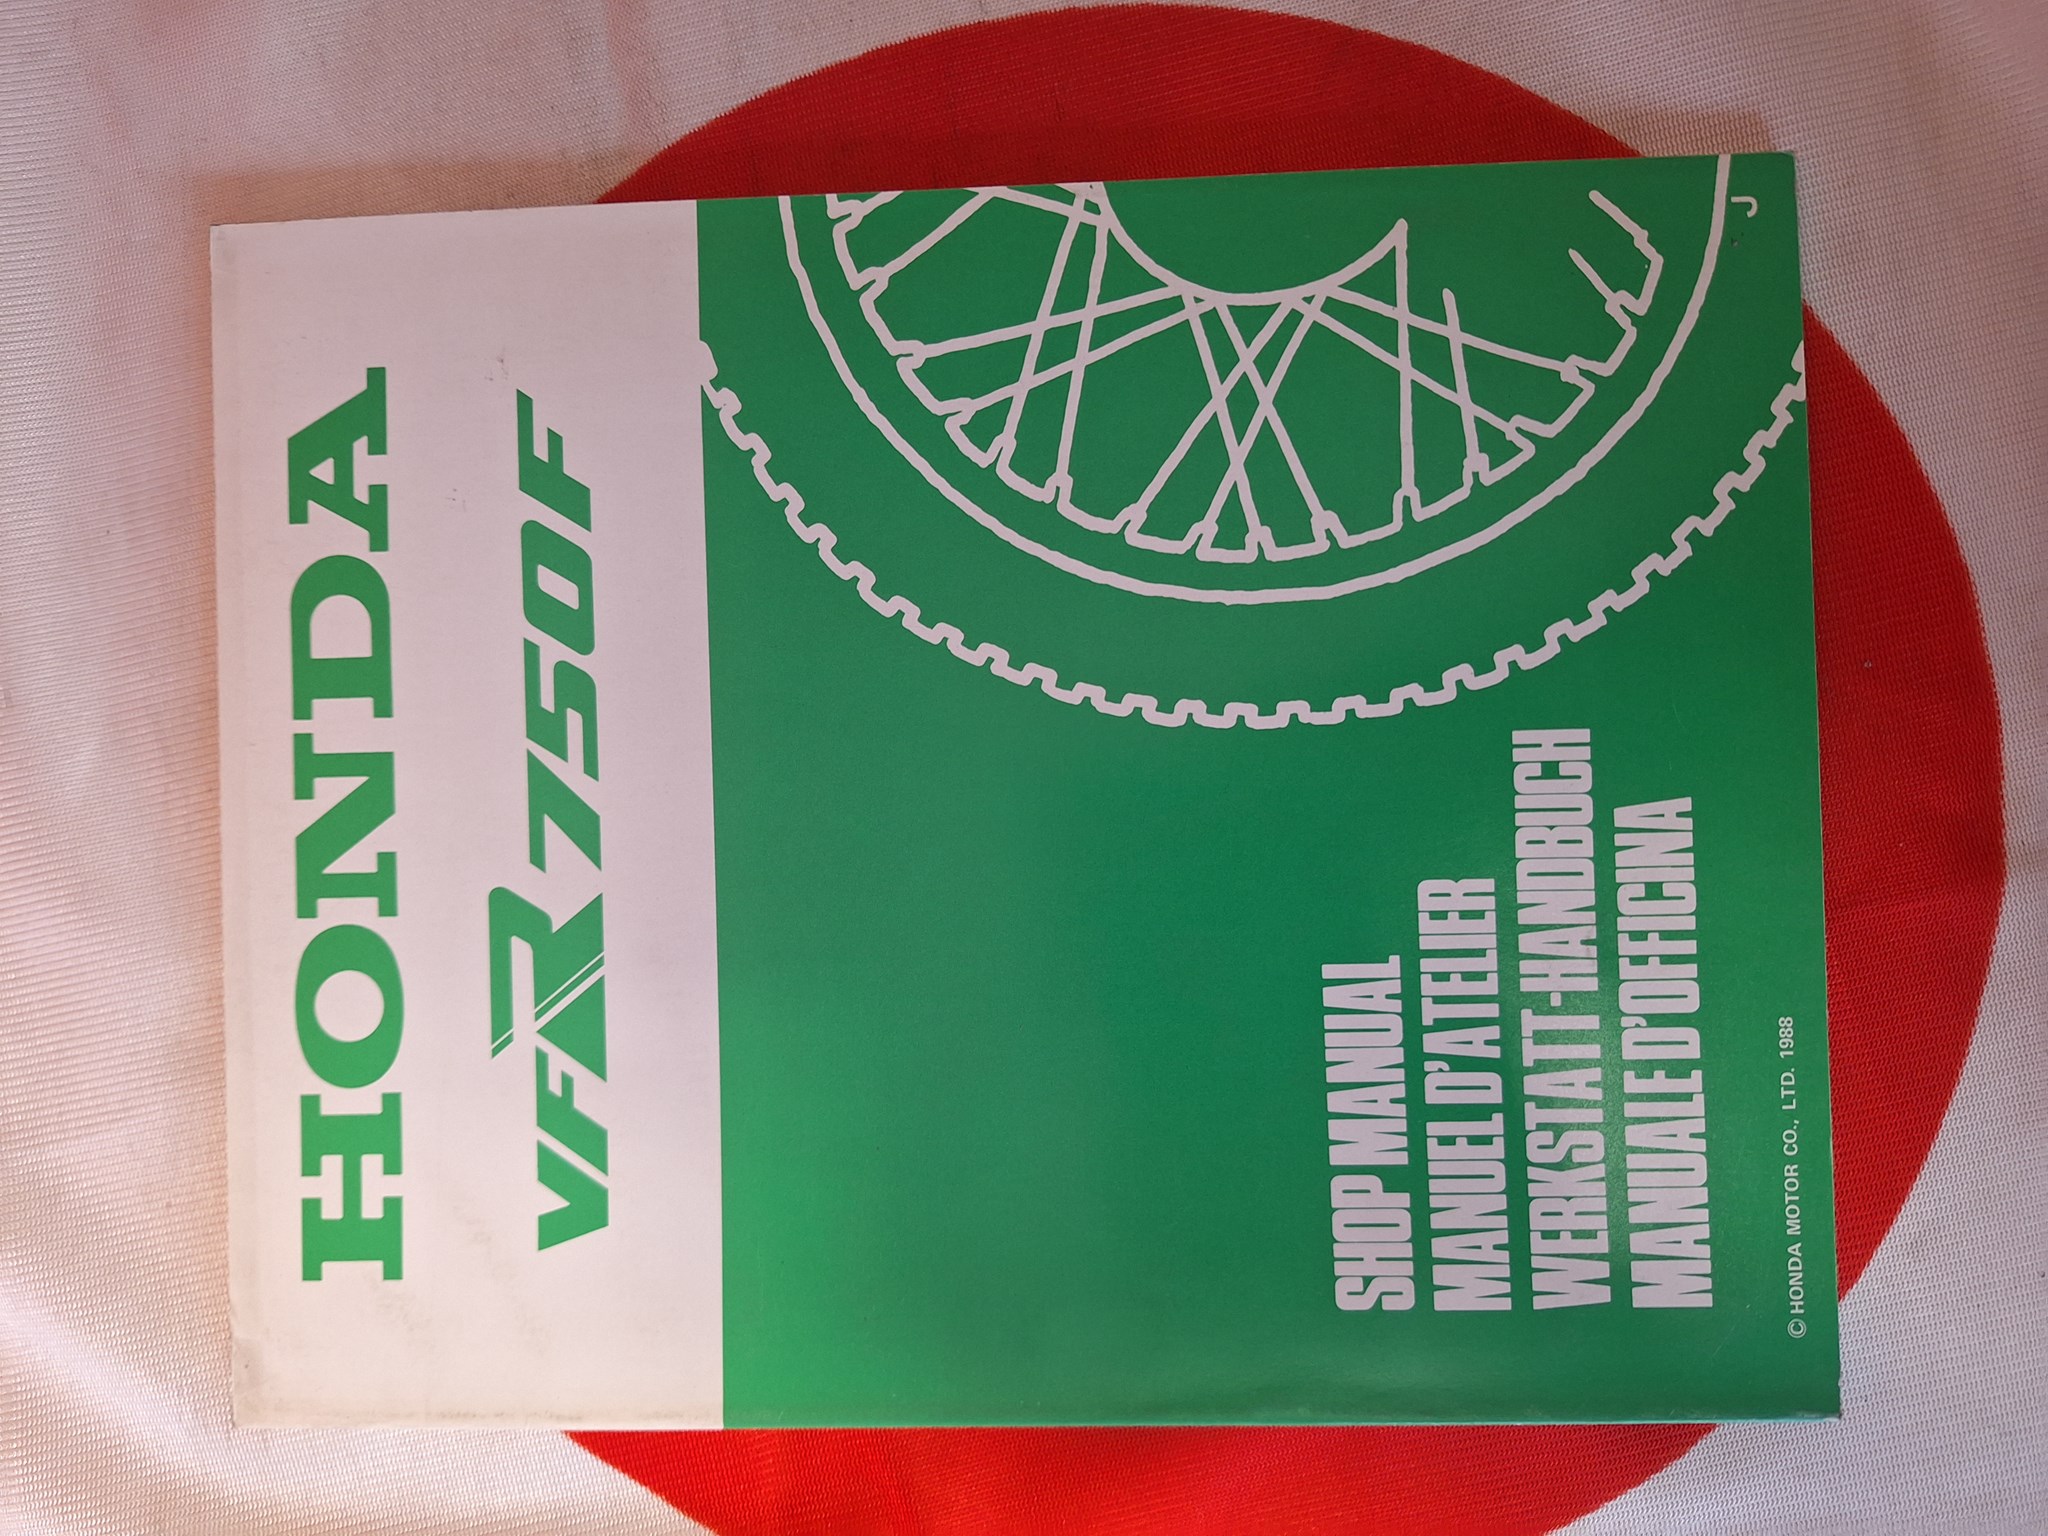 HONDA
VFR750F
SHOP MANUAL
MANUEL D'ATELIER
WERKSTATT-HANDBUCH
MANUALE D'OFFICINA
© HONDA MOTOR CO., LTD. 1988
J